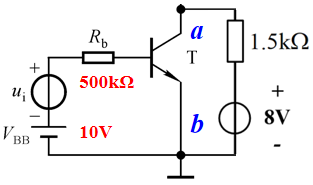 a
R_b
1.5kΩ
T
+
500kΩ
u_i
+
−
8V
b
V_BB
10V
-